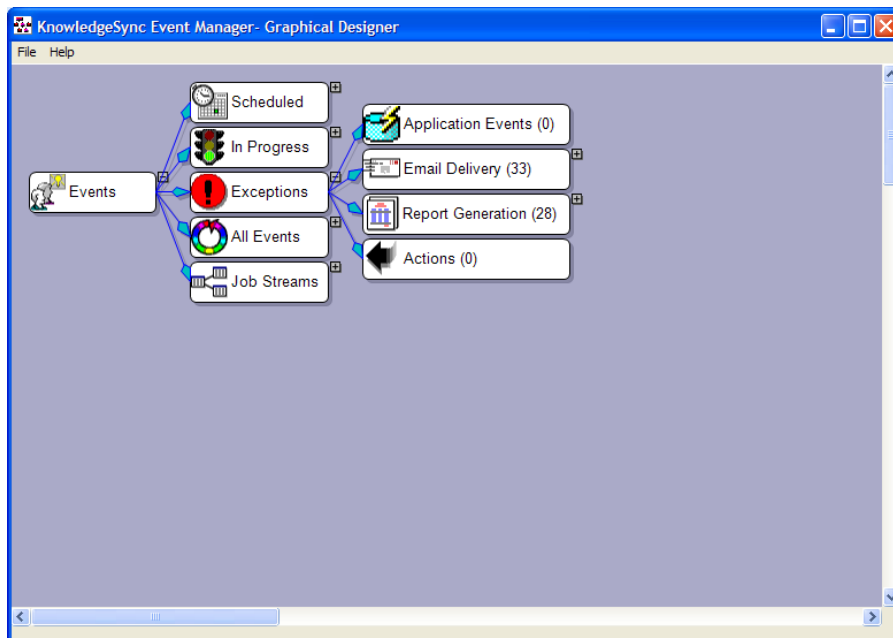 KnowledgeSync Event Manager- Graphical Designer
File Help
Scheduled
In Progress
Events
Exceptions
All Events
Job Streams
Application Events (0)
Email Delivery (33)
Report Generation (28)
Actions (0)